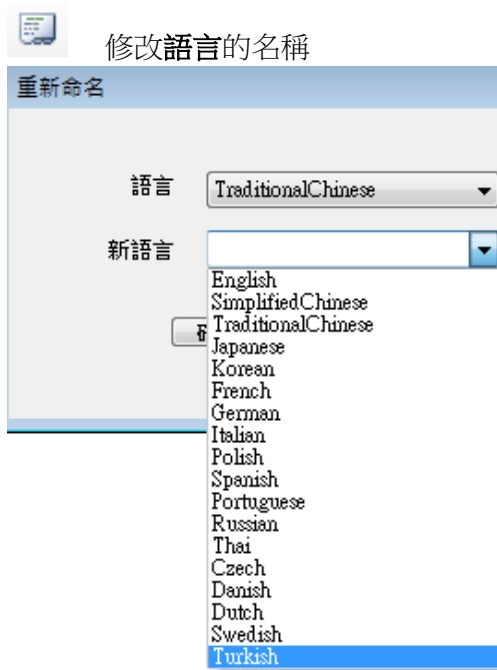 修改語言的名稱
重新命名
語言 TraditionalChinese
新語言
English
SimplifiedChinese
TraditionalChinese
Japanese
Korean
French
German
Italian
Polish
Spanish
Portuguese
Russian
Thai
Czech
Danish
Dutch
Swedish
Turkish